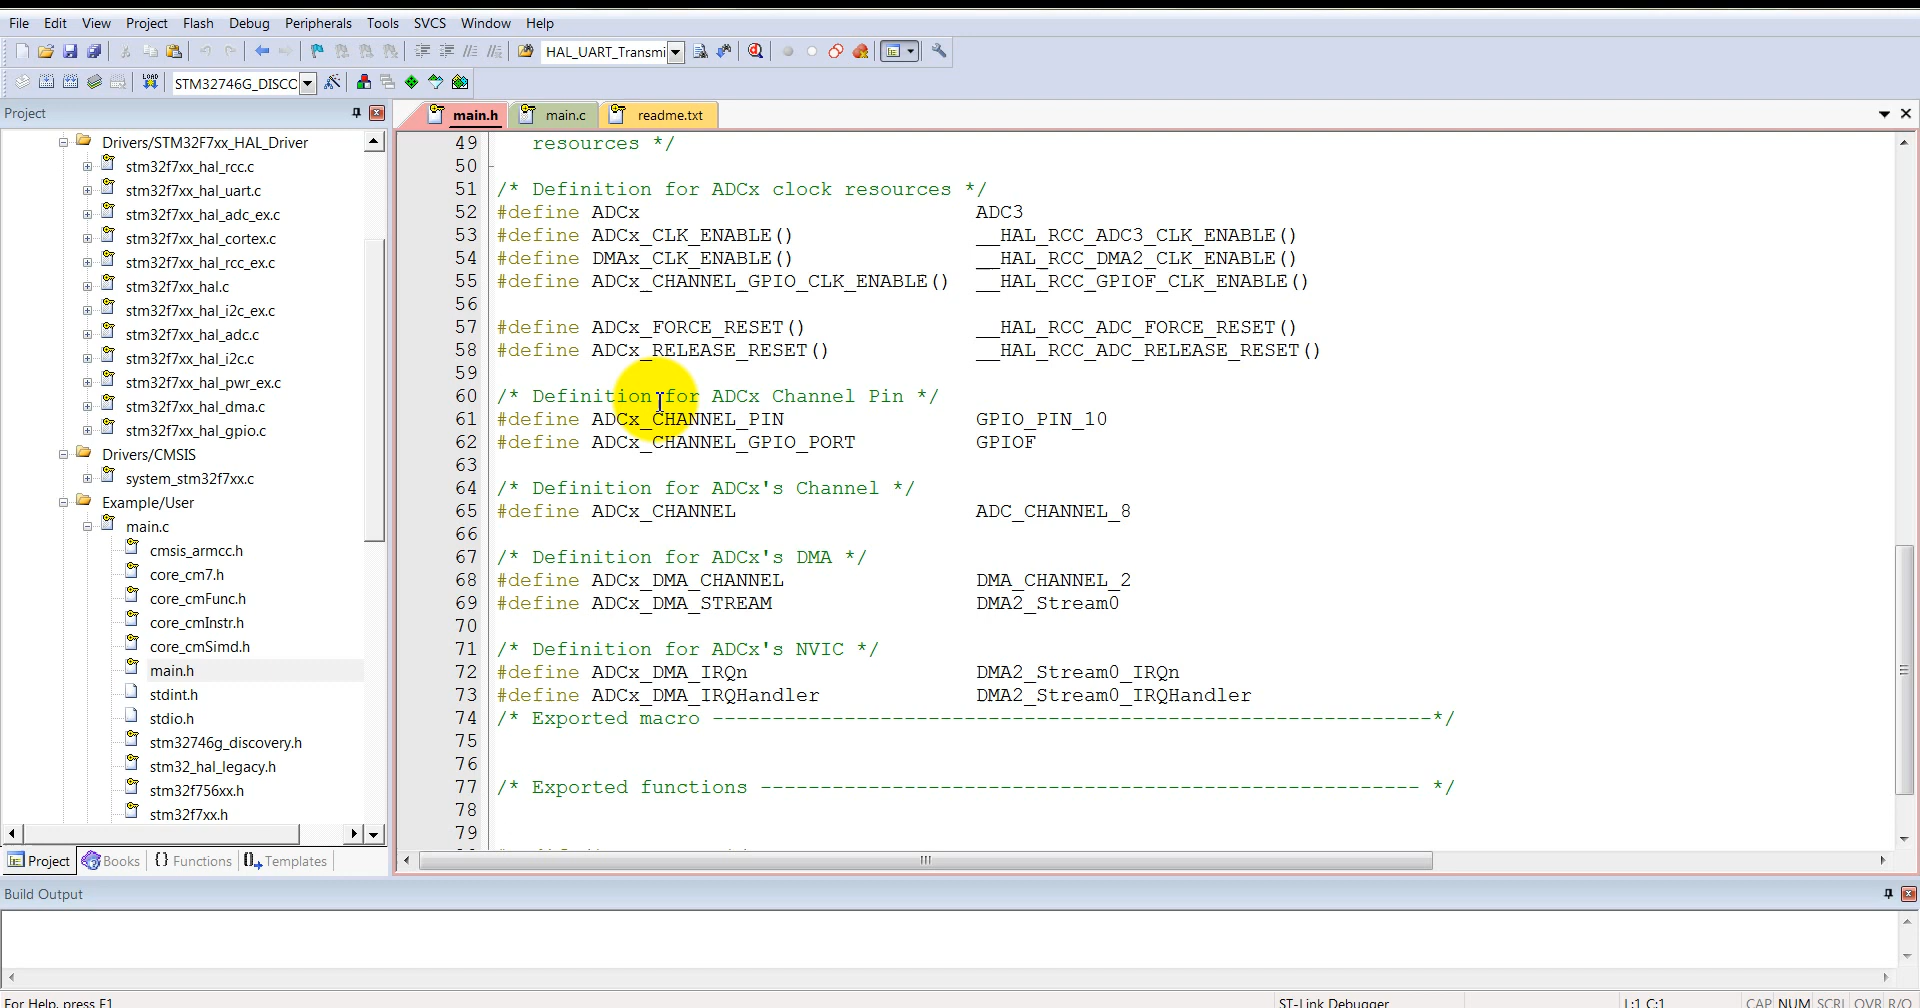 File Edit View Project Flash Debug Peripherals Tools SVCS Window Help
HAL_UART_Transmi
LOAD STM32746G_DISCO
Project
main.h main.c readme.txt
Drivers/STM32F7xx_HAL_Driver
stm32f7xx_hal_rcc.c
stm32f7xx_hal_uart.c
stm32f7xx_hal_adc_ex.c
stm32f7xx_hal_cortex.c
stm32f7xx_hal_rcc_ex.c
stm32f7xx_hal.c
stm32f7xx_hal_i2c_ex.c
stm32f7xx_hal_adc.c
stm32f7xx_hal_i2c.c
stm32f7xx_hal_pwr_ex.c
stm32f7xx_hal_dma.c
stm32f7xx_hal_gpio.c
Drivers/CMSIS
system_stm32f7xx.c
Example/User
main.c
cmsis_armcc.h
core_cm7.h
core_cmFunc.h
core_cmInstr.h
core_cmSimd.h
main.h
stdint.h
stdio.h
stm32746g_discovery.h
stm32_hal_legacy.h
stm32f756xx.h
stm32f7xx.h
Project Books {} Functions Templates
49 resources */
50
51 /* Definition for ADCx clock resources */
52 #define ADCx ADC3
53 #define ADCx_CLK_ENABLE() __HAL_RCC_ADC3_CLK_ENABLE()
54 #define DMAx_CLK_ENABLE() __HAL_RCC_DMA2_CLK_ENABLE()
55 #define ADCx_CHANNEL_GPIO_CLK_ENABLE() __HAL_RCC_GPIOF_CLK_ENABLE()
56
57 #define ADCx_FORCE_RESET() __HAL_RCC_ADC_FORCE_RESET()
58 #define ADCx_RELEASE_RESET() __HAL_RCC_ADC_RELEASE_RESET()
59
60 /* Definition for ADCx Channel Pin */
61 #define ADCx_CHANNEL_PIN GPIO_PIN_10
62 #define ADCx_CHANNEL_GPIO_PORT GPIOF
63
64 /* Definition for ADCx's Channel */
65 #define ADCx_CHANNEL ADC_CHANNEL_8
66
67 /* Definition for ADCx's DMA */
68 #define ADCx_DMA_CHANNEL DMA_CHANNEL_2
69 #define ADCx_DMA_STREAM DMA2_Stream0
70
71 /* Definition for ADCx's NVIC */
72 #define ADCx_DMA_IRQn DMA2_Stream0_IRQn
73 #define ADCx_DMA_IRQHandler DMA2_Stream0_IRQHandler
74 /* Exported macro ------------------------------------------------------------*/
75
76
77 /* Exported functions ------------------------------------------------------- */
78
79
Build Output
For Help, press F1 ST-Link Debugger L:1 C:1 CAP NUM SCRL OVR R/O